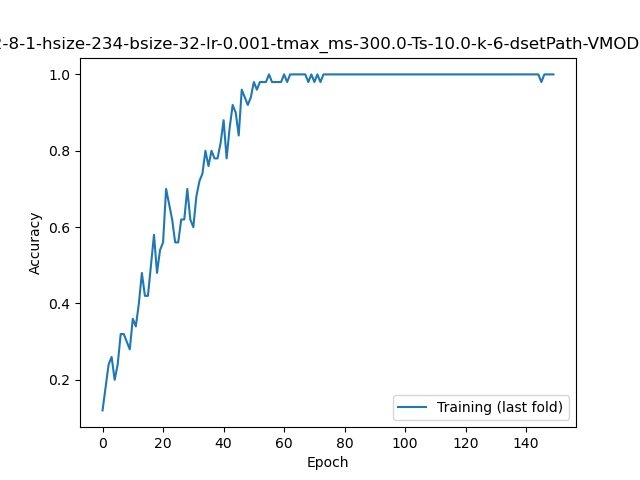 -8-1-hsize-234-bsize-32-lr-0.001-tmax_ms-300.0-Ts-10.0-k-6-dsetPath-VMOD
1.0
0.8
0.6
0.4
0.2
Accuracy
Training (last fold)
0 20 40 60 80 100 120 140
Epoch